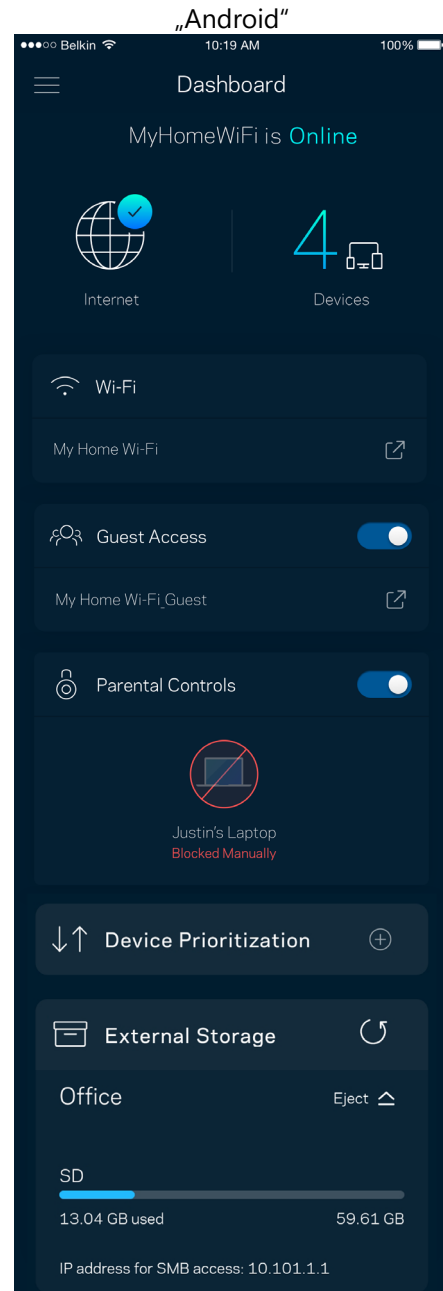 „Android“
Belkin 10:19 AM 100%
Dashboard
MyHomeWiFi is Online
4
Internet Devices
Wi-Fi
My Home Wi-Fi
Guest Access
My Home Wi-Fi_Guest
Parental Controls
Justin’s Laptop
Blocked Manually
Device Prioritization
External Storage
Office Eject
SD
13.04 GB used 59.61 GB
IP address for SMB access: 10.101.1.1